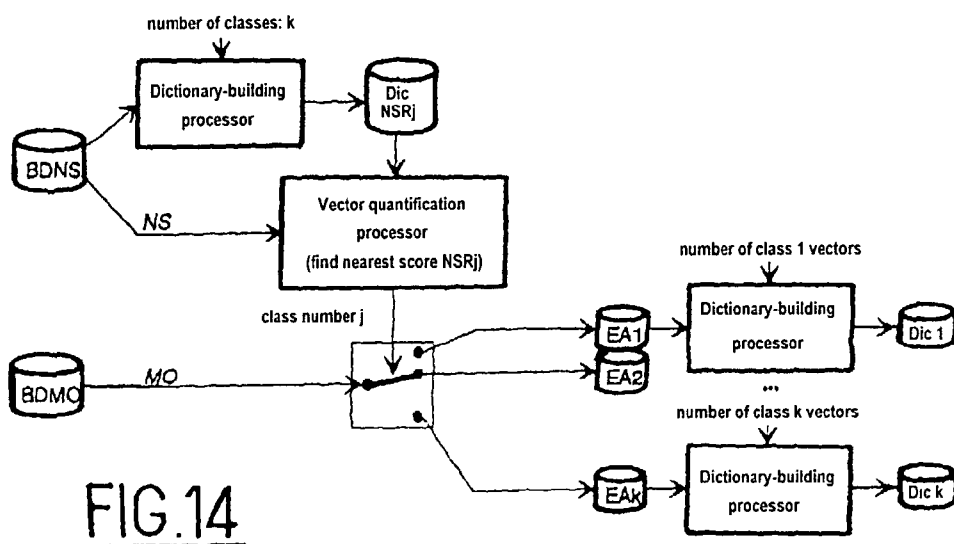 number of classes: k
Dictionary-building
processor
Dic
NSRj
BDNS
NS
Vector quantification
processor
(find nearest score NSRj)
class number j
BDMO
MO
number of class 1 vectors
EA1
Dictionary-building
processor
Dic 1
EA2
...
number of class k vectors
EAk
Dictionary-building
processor
Dic k
FIG.14